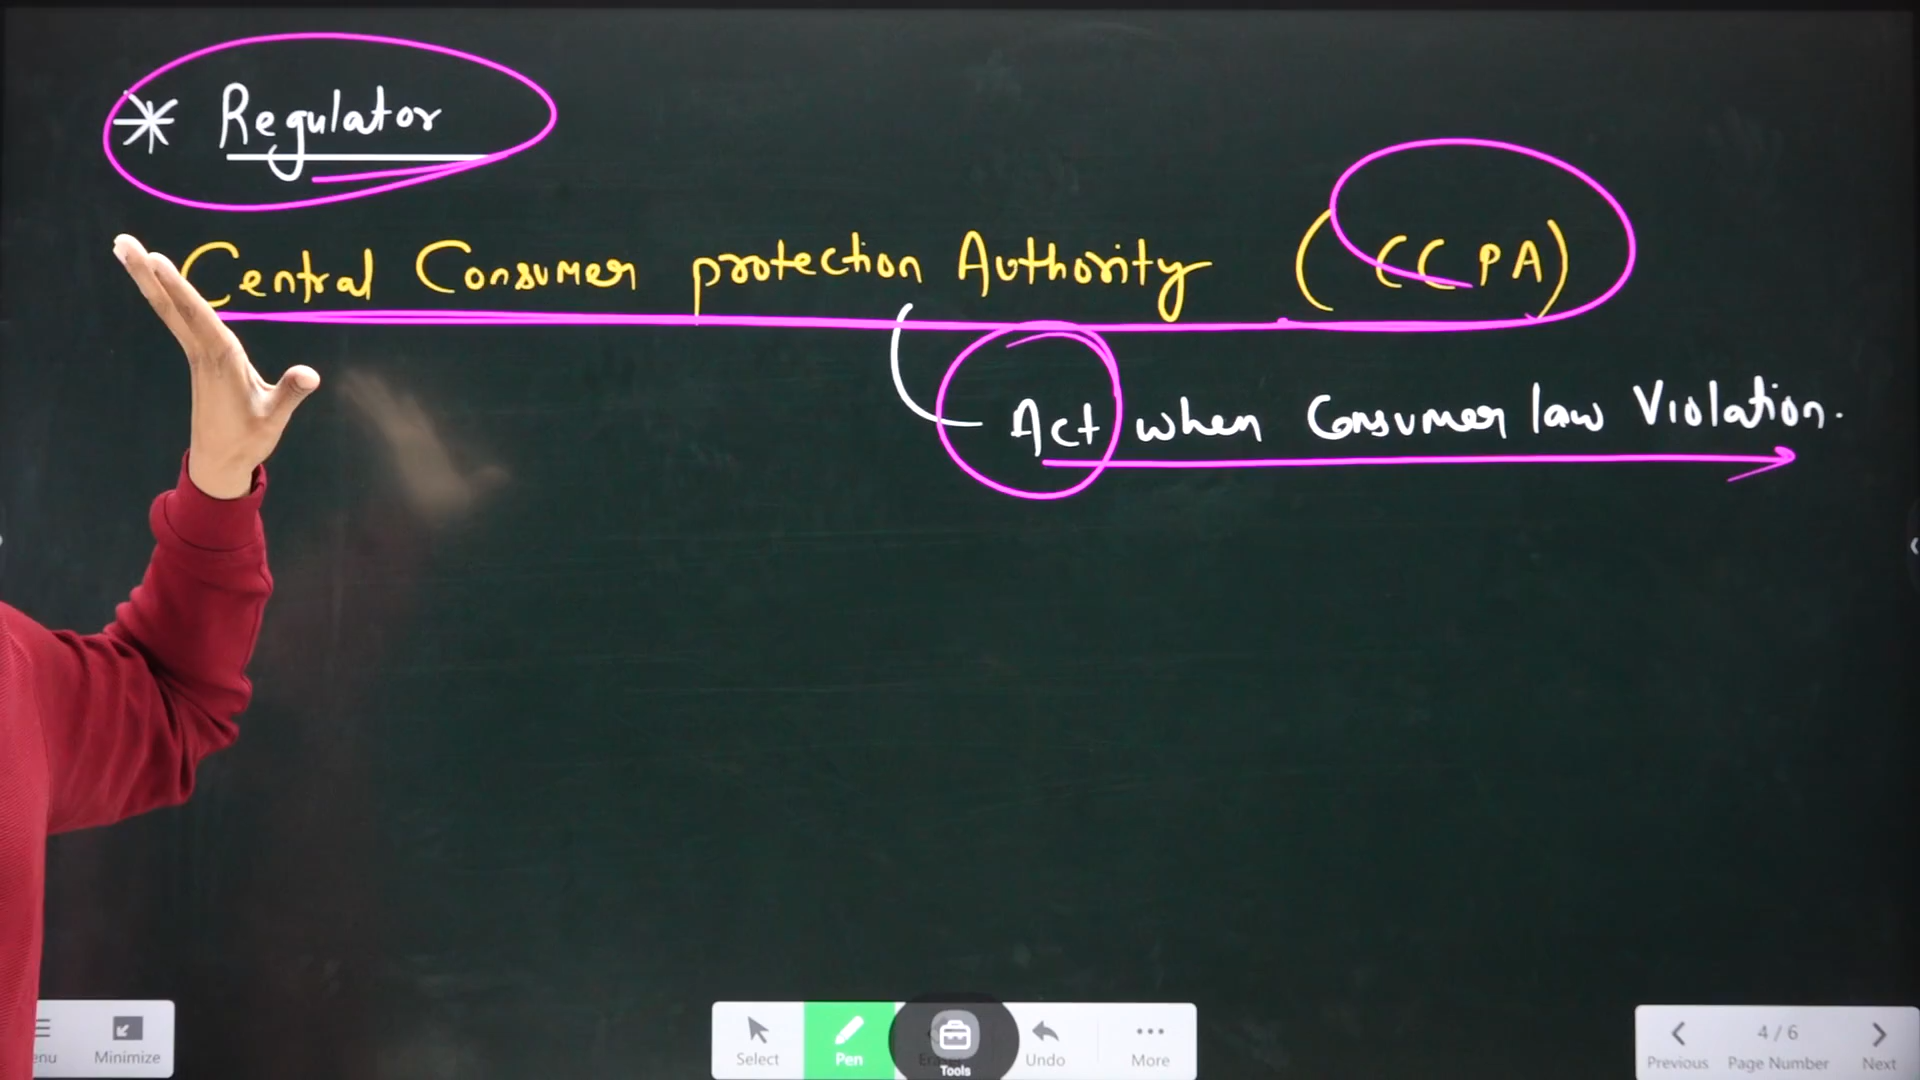 * Regulator
Central Consumer protection Authority (CCPA)
Act when Consumer law Violation.
enu
Minimize
Select
Pen
Tools
Undo
More
4 / 6
Previous
Page Number
Next